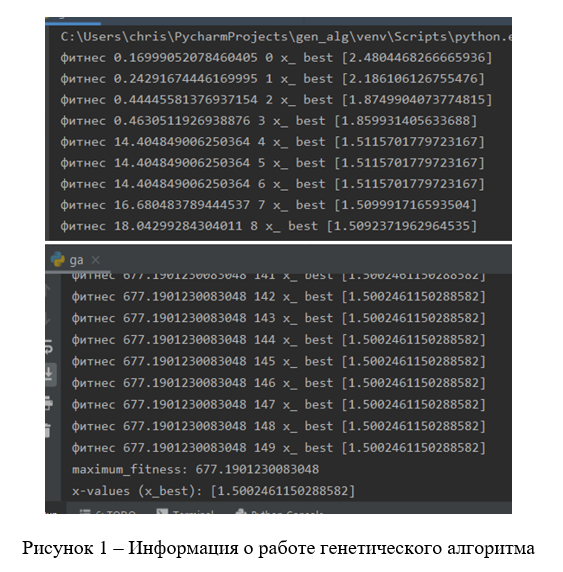 C:\Users\chris\PycharmProjects\gen_alg\venv\Scripts\python.e
фитнес 0.16999052078460405 0 x_ best [2.4804468266665936]
фитнес 0.24291674446169995 1 x_ best [2.186106126755476]
фитнес 0.44455581376937154 2 x_ best [1.8749904073774815]
фитнес 0.4630511926938876 3 x_ best [1.859931405633688]
фитнес 14.404849006250364 4 x_ best [1.5115701779723167]
фитнес 14.404849006250364 5 x_ best [1.5115701779723167]
фитнес 14.404849006250364 6 x_ best [1.5115701779723167]
фитнес 16.680483789444537 7 x_ best [1.509991716593504]
фитнес 18.04299284304011 8 x_ best [1.5092371962964535]
ga
фитнес 677.1901230083048 141 x_ best [1.5002461150288582]
фитнес 677.1901230083048 142 x_ best [1.5002461150288582]
фитнес 677.1901230083048 143 x_ best [1.5002461150288582]
фитнес 677.1901230083048 144 x_ best [1.5002461150288582]
фитнес 677.1901230083048 145 x_ best [1.5002461150288582]
фитнес 677.1901230083048 146 x_ best [1.5002461150288582]
фитнес 677.1901230083048 147 x_ best [1.5002461150288582]
фитнес 677.1901230083048 148 x_ best [1.5002461150288582]
фитнес 677.1901230083048 149 x_ best [1.5002461150288582]
maximum_fitness: 677.1901230083048
x-values (x_best): [1.5002461150288582]
6: TODO Terminal Python Console
Рисунок 1 – Информация о работе генетического алгоритма